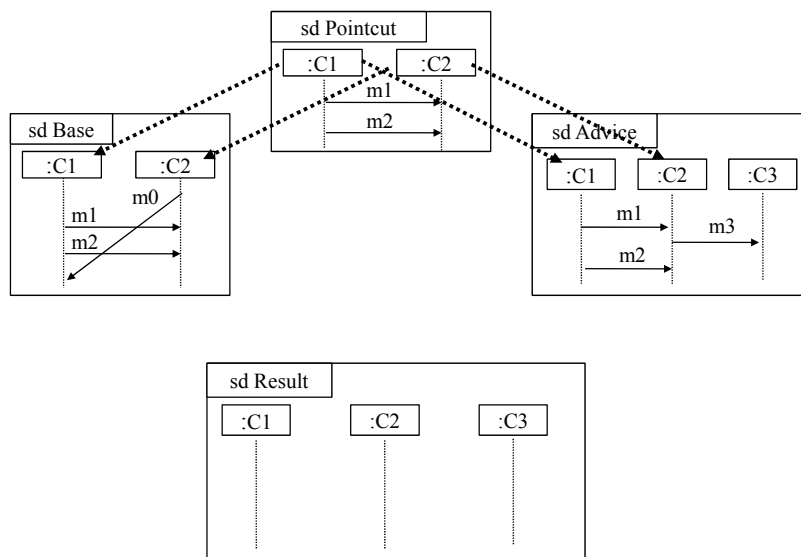 sd Pointcut
:C1 :C2
m1
m2
sd Base
:C1 :C2
m0
m1
m2
sd Advice
:C1 :C2 :C3
m1
m3
m2
sd Result
:C1 :C2 :C3